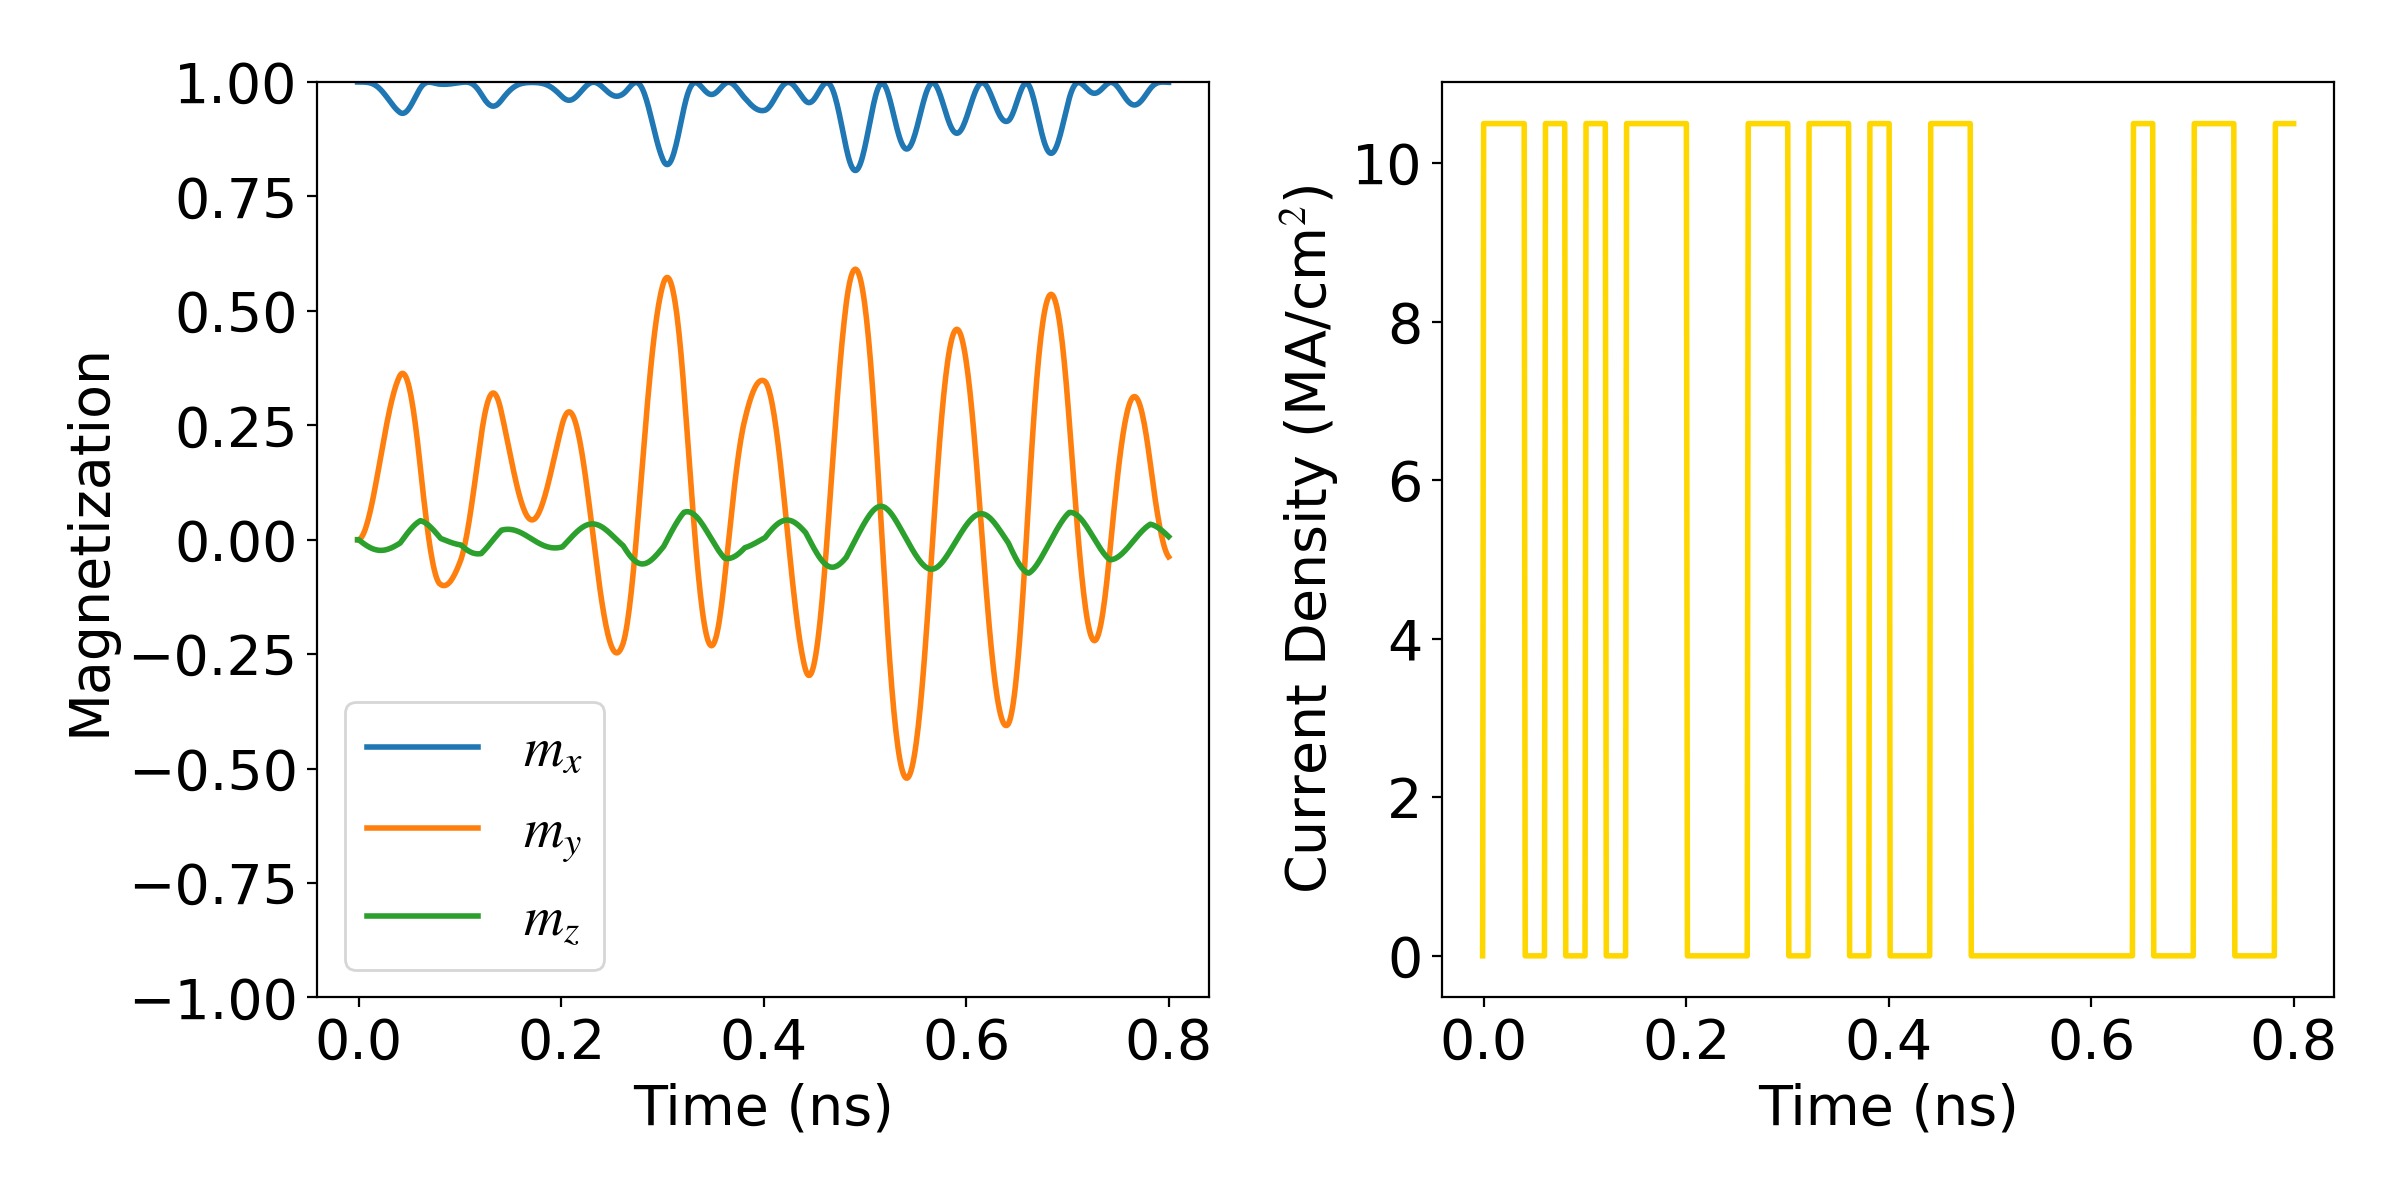 Magnetization
1.00
0.75
0.50
0.25
0.00
−0.25
−0.50
−0.75
−1.00
m_x
m_y
m_z
0.0 0.2 0.4 0.6 0.8
Time (ns)
Current Density (MA/cm²)
10
8
6
4
2
0
0.0 0.2 0.4 0.6 0.8
Time (ns)